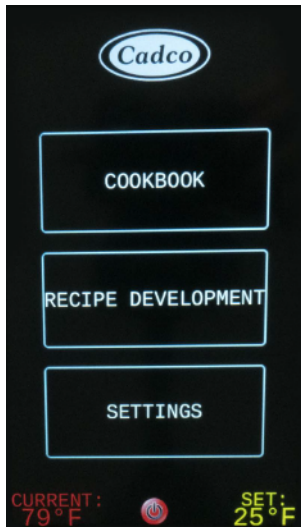 Cadco
COOKBOOK
RECIPE DEVELOPMENT
SETTINGS
CURRENT: SET:
79°F 25°F